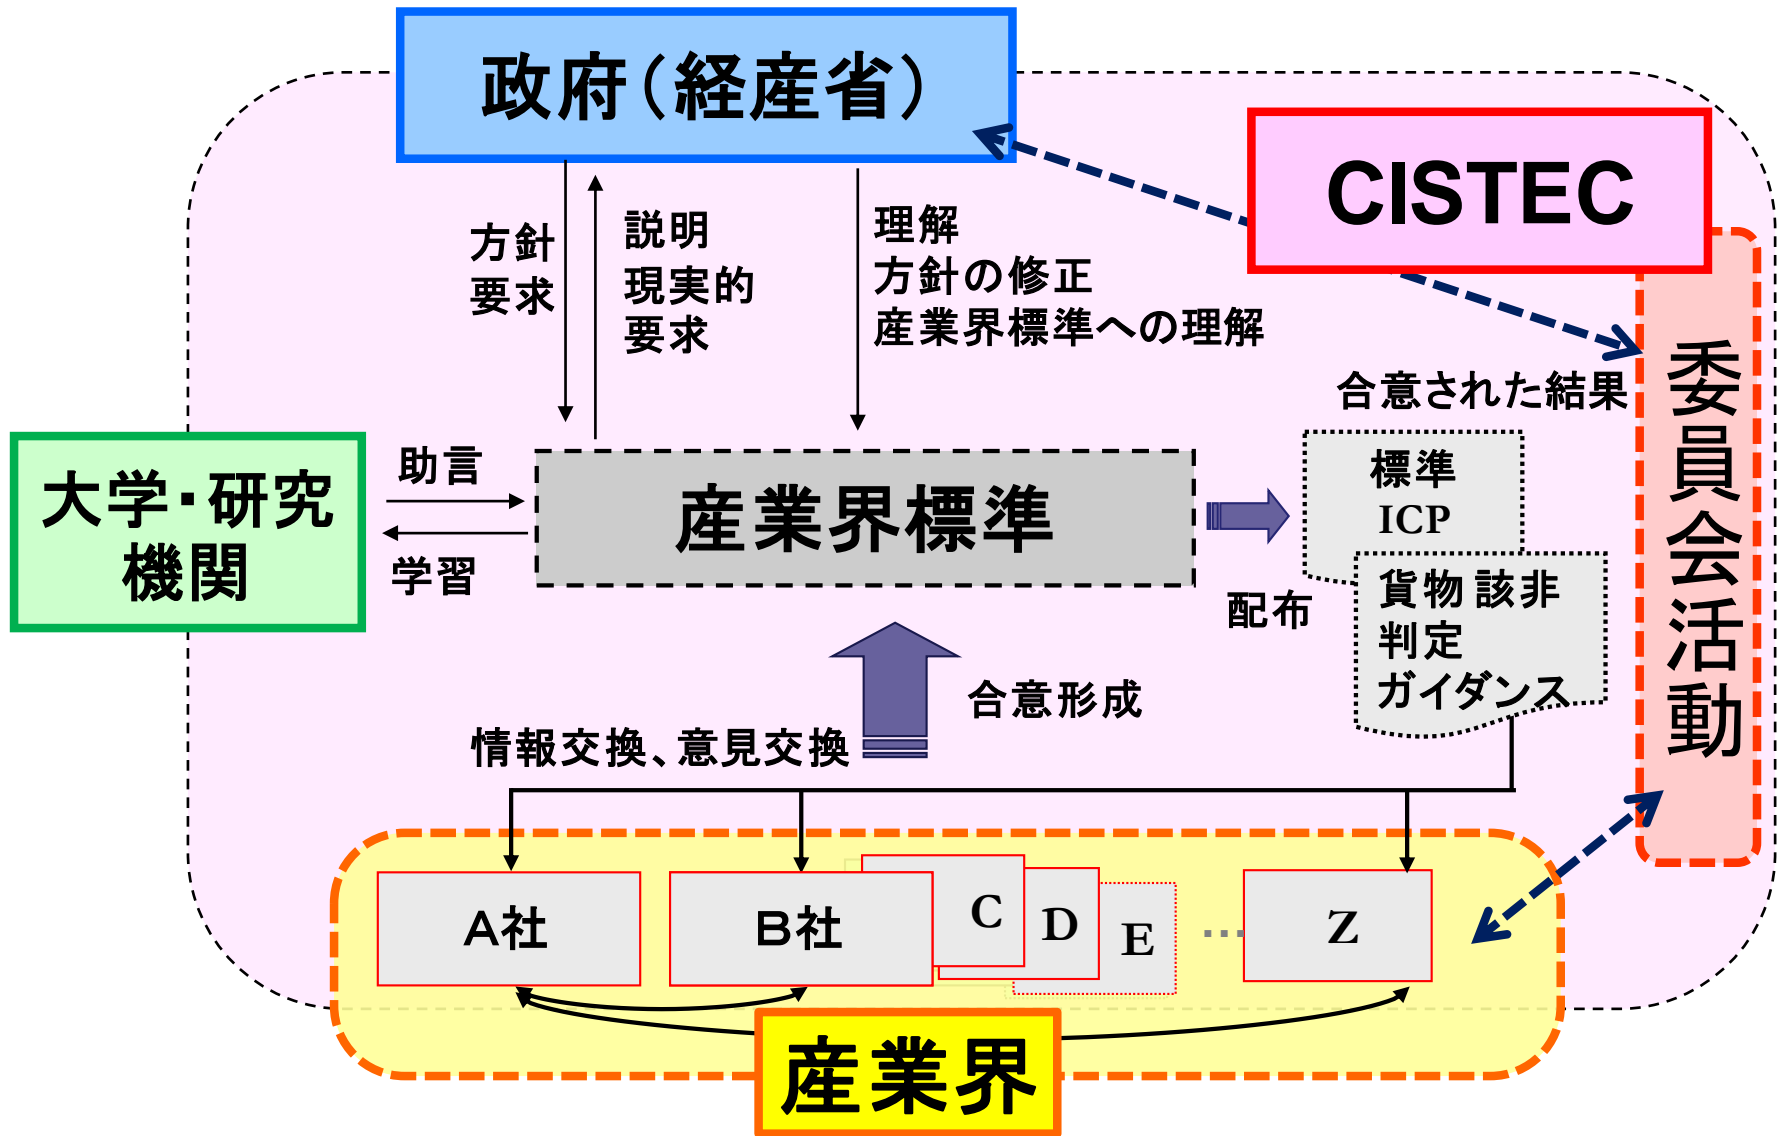 政府（経産省）
CISTEC
方針
要求
説明
現実的
要求
理解
方針の修正
産業界標準への理解
委員会活動
合意された結果
大学・研究
機関
助言
学習
産業界標準
標準
ICP
配布
貨物 該非
判定
ガイダンス
合意形成
情報交換、意見交換
A社
B社
C
D
E
…
Z
産業界